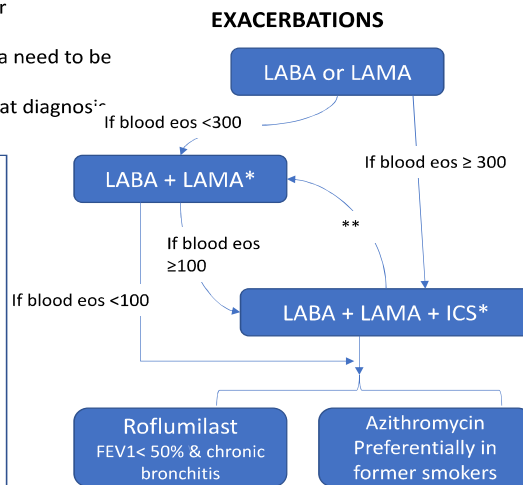 r
EXACERBATIONS
a need to be
LABA or LAMA
at diagnosis
If blood eos <300
If blood eos ≥ 300
LABA + LAMA*
**
If blood eos
≥100
If blood eos <100
LABA + LAMA + ICS*
Roflumilast
FEV1< 50% & chronic
bronchitis
Azithromycin
Preferentially in
former smokers